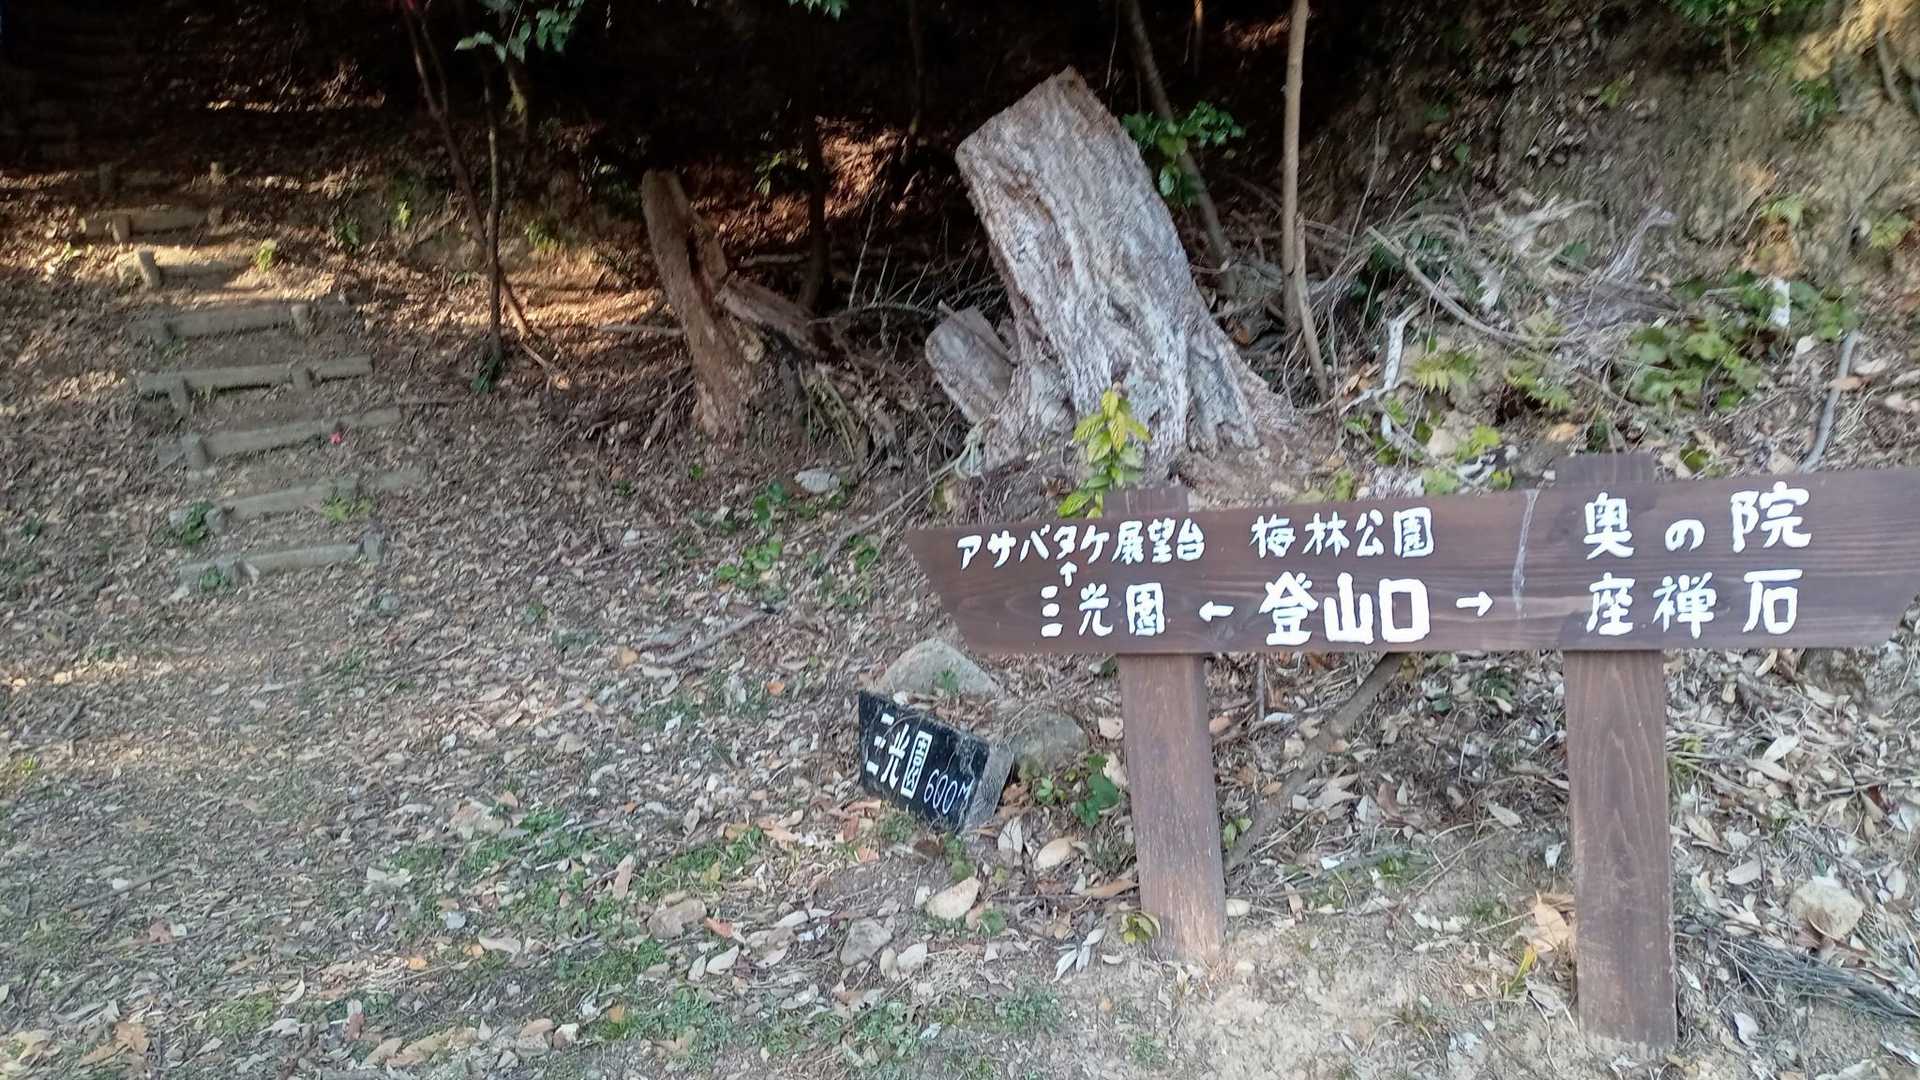 アサバタケ展望台 梅林公園 奥の院
↑
三光園 ← 登山口 → 座禅石
三光園 600M